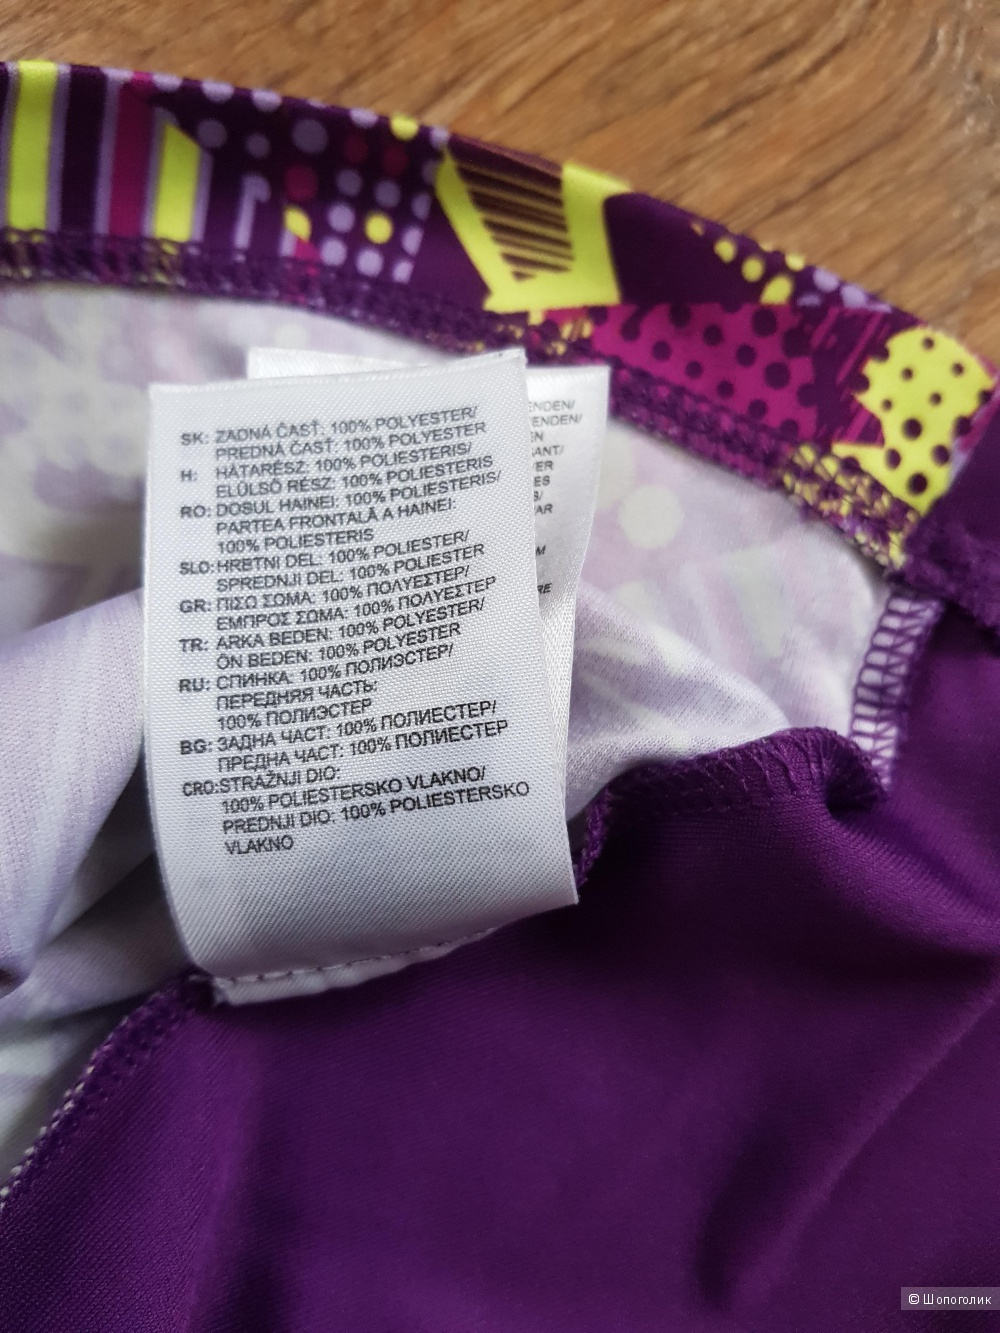 SK: ZADNÁ ČASŤ: 100% POLYESTER/
PREDNÁ ČASŤ: 100% POLYESTER
H: HÁTARÉSZ: 100% POLIESTERIS/
ELÜLSŐ RÉSZ: 100% POLIESTERIS
RO: DOSUL HAINEI: 100% POLIESTERIS/
PARTEA FRONTALĂ A HAINEI:
100% POLIESTERIS
SLO: HRBTNI DEL: 100% POLIESTER/
SPREDNJI DEL: 100% POLIESTER
GR: ΠΙΣΩ ΣΩΜΑ: 100% ΠΟΛΥΕΣΤΕΡ/
ΕΜΠΡΟΣ ΣΩΜΑ: 100% ΠΟΛΥΕΣΤΕΡ
TR: ARKA BEDEN: 100% POLYESTER/
ÖN BEDEN: 100% POLYESTER
RU: СПИНКА: 100% ПОЛИЭСТЕР/
ПЕРЕДНЯЯ ЧАСТЬ:
100% ПОЛИЭСТЕР
BG: ЗАДНА ЧАСТ: 100% ПОЛИЕСТЕР/
ПРЕДНА ЧАСТ: 100% ПОЛИЕСТЕР
CRO: STRAŽNJI DIO:
100% POLIESTERSKO VLAKNO/
PREDNJI DIO: 100% POLIESTERSKO
VLAKNO
© Шопоголик